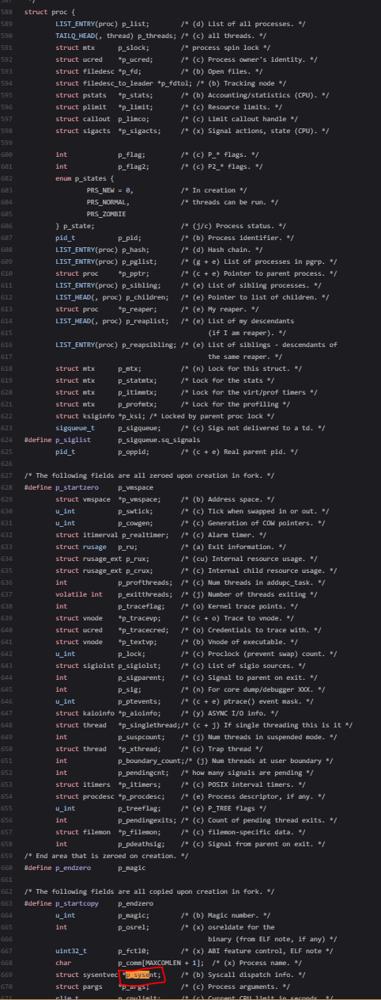 587 */
588 struct proc {
589 LIST_ENTRY(proc) p_list; /* (d) List of all processes. */
590 TAILQ_HEAD(, thread) p_threads; /* (c) all threads. */
591 struct mtx p_slock; /* process spin lock */
592 struct ucred *p_ucred; /* (c) Process owner's identity. */
593 struct filedesc *p_fd; /* (b) Open files. */
594 struct filedesc_to_leader *p_fdtol; /* (b) Tracking node */
595 struct pstats *p_stats; /* (b) Accounting/statistics (CPU). */
596 struct plimit *p_limit; /* (c) Resource limits. */
597 struct callout p_limco; /* (c) Limit callout handle */
598 struct sigacts *p_sigacts; /* (x) Signal actions, state (CPU). */
599
600 int p_flag; /* (c) P_* flags. */
601 int p_flag2; /* (c) P2_* flags. */
602 enum p_states {
603 PRS_NEW = 0, /* In creation */
604 PRS_NORMAL, /* threads can be run. */
605 PRS_ZOMBIE
606 } p_state; /* (j/c) Process status. */
607 pid_t p_pid; /* (b) Process identifier. */
608 LIST_ENTRY(proc) p_hash; /* (d) Hash chain. */
609 LIST_ENTRY(proc) p_pglist; /* (g + e) List of processes in pgrp. */
610 struct proc *p_pptr; /* (c + e) Pointer to parent process. */
611 LIST_ENTRY(proc) p_sibling; /* (e) List of sibling processes. */
612 LIST_HEAD(, proc) p_children; /* (e) Pointer to list of children. */
613 struct proc *p_reaper; /* (e) My reaper. */
614 LIST_HEAD(, proc) p_reaplist; /* (e) List of my descendants
615 (if I am reaper). */
616 LIST_ENTRY(proc) p_reapsibling; /* (e) List of siblings - descendants of
617 the same reaper. */
618 struct mtx p_mtx; /* (n) Lock for this struct. */
619 struct mtx p_statmtx; /* Lock for the stats */
620 struct mtx p_itimmtx; /* Lock for the virt/prof timers */
621 struct mtx p_profmtx; /* Lock for the profiling */
622 struct ksiginfo *p_ksi; /* Locked by parent proc lock */
623 sigqueue_t p_sigqueue; /* (c) Sigs not delivered to a td. */
624 #define p_siglist p_sigqueue.sq_signals
625 pid_t p_oppid; /* (c + e) Real parent pid. */
626
627 /* The following fields are all zeroed upon creation in fork. */
628 #define p_startzero p_vmspace
629 struct vmspace *p_vmspace; /* (b) Address space. */
630 u_int p_swtick; /* (c) Tick when swapped in or out. */
631 u_int p_cowgen; /* (c) Generation of COW pointers. */
632 struct itimerval p_realtimer; /* (c) Alarm timer. */
633 struct rusage p_ru; /* (a) Exit information. */
634 struct rusage_ext p_rux; /* (cu) Internal resource usage. */
635 struct rusage_ext p_crux; /* (c) Internal child resource usage. */
636 int p_profthreads; /* (c) Num threads in addupc_task. */
637 volatile int p_exitthreads; /* (j) Number of threads exiting */
638 int p_traceflag; /* (o) Kernel trace points. */
639 struct vnode *p_tracevp; /* (c + o) Trace to vnode. */
640 struct ucred *p_tracecred; /* (o) Credentials to trace with. */
641 struct vnode *p_textvp; /* (b) Vnode of executable. */
642 u_int p_lock; /* (c) Proclock (prevent swap) count. */
643 struct sigiolst p_sigiolst; /* (c) List of sigio sources. */
644 int p_sigparent; /* (c) Signal to parent on exit. */
645 int p_sig; /* (n) For core dump/debugger XXX. */
646 u_int p_ptevents; /* (c + e) ptrace() event mask. */
647 struct kaioinfo *p_aioinfo; /* (y) ASYNC I/O info. */
648 struct thread *p_singlethread;/* (c + j) If single threading this is it */
649 int p_suspcount; /* (j) Num threads in suspended mode. */
650 struct thread *p_xthread; /* (c) Trap thread */
651 int p_boundary_count;/* (j) Num threads at user boundary */
652 int p_pendingcnt; /* how many signals are pending */
653 struct itimers *p_itimers; /* (c) POSIX interval timers. */
654 struct procdesc *p_procdesc; /* (e) Process descriptor, if any. */
655 u_int p_treeflag; /* (e) P_TREE flags */
656 int p_pendingexits; /* (c) Count of pending thread exits. */
657 struct filemon *p_filemon; /* (c) filemon-specific data. */
658 int p_pdeathsig; /* (c) Signal from parent on exit. */
659 /* End area that is zeroed on creation. */
660 #define p_endzero p_magic
661
662 /* The following fields are all copied upon creation in fork. */
663 #define p_startcopy p_endzero
664 u_int p_magic; /* (b) Magic number. */
665 int p_osrel; /* (x) osreldate for the
666 binary (from ELF note, if any) */
667 uint32_t p_fctl0; /* (x) ABI feature control, ELF note */
668 char p_comm[MAXCOMLEN + 1]; /* (x) Process name. */
669 struct sysentvec *p_sysent; /* (b) Syscall dispatch info. */
670 struct pargs *p_args; /* (c) Process arguments. */
671 rlim_t p_cpulimit; /* (c) Current CPU limit in seconds. */